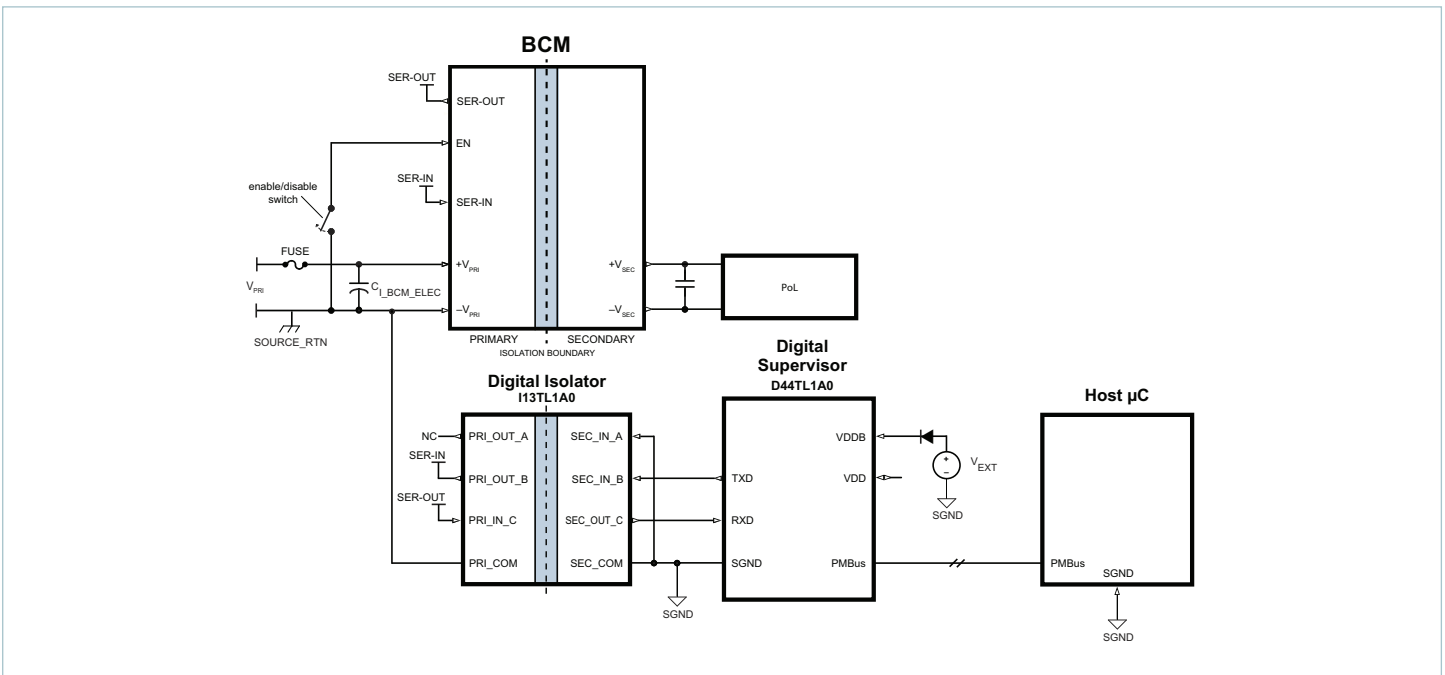 BCM
SER-OUT
SER-OUT
EN
SER-IN
SER-IN
enable/disable
switch
FUSE
+VPRI
+VSEC
VPRI
CI_BCM_ELEC
PoL
–VPRI
–VSEC
SOURCE_RTN
PRIMARY
SECONDARY
ISOLATION BOUNDARY
Digital Isolator
I13TL1A0
NC
PRI_OUT_A
SEC_IN_A
SER-IN
PRI_OUT_B
SEC_IN_B
SER-OUT
PRI_IN_C
SEC_OUT_C
PRI_COM
SEC_COM
SGND
Digital
Supervisor
D44TL1A0
VDDB
TXD
VDD
RXD
SGND
PMBus
+
–
VEXT
SGND
Host µC
PMBus
SGND
SGND